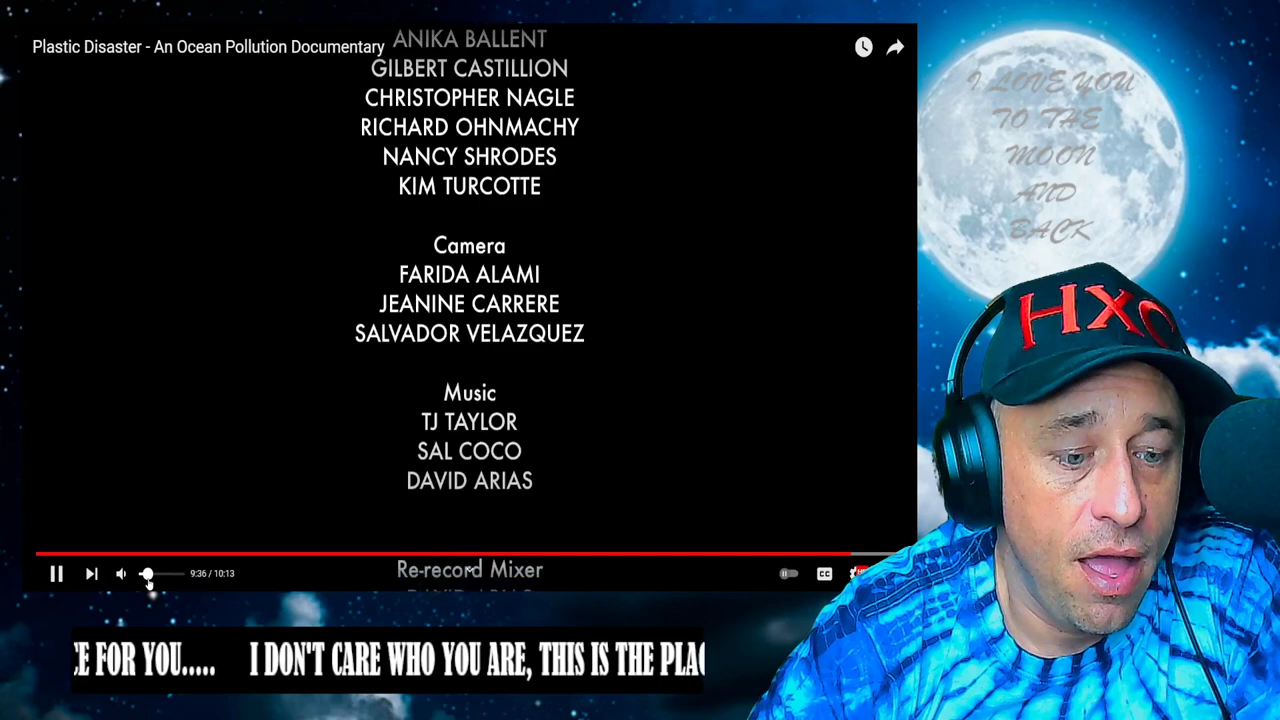 Plastic Disaster - An Ocean Pollution Documentary
ANIKA BALLENT
GILBERT CASTILLION
CHRISTOPHER NAGLE
RICHARD OHNMACHY
NANCY SHRODES
KIM TURCOTTE
Camera
FARIDA ALAMI
JEANINE CARRERE
SALVADOR VELAZQUEZ
Music
TJ TAYLOR
SAL COCO
DAVID ARIAS
Re-record Mixer
9:36 / 10:13
CC
I LOVE YOU
TO THE
MOON
AND
BACK
HXC
CE FOR YOU..... I DON'T CARE WHO YOU ARE, THIS IS THE PLAC